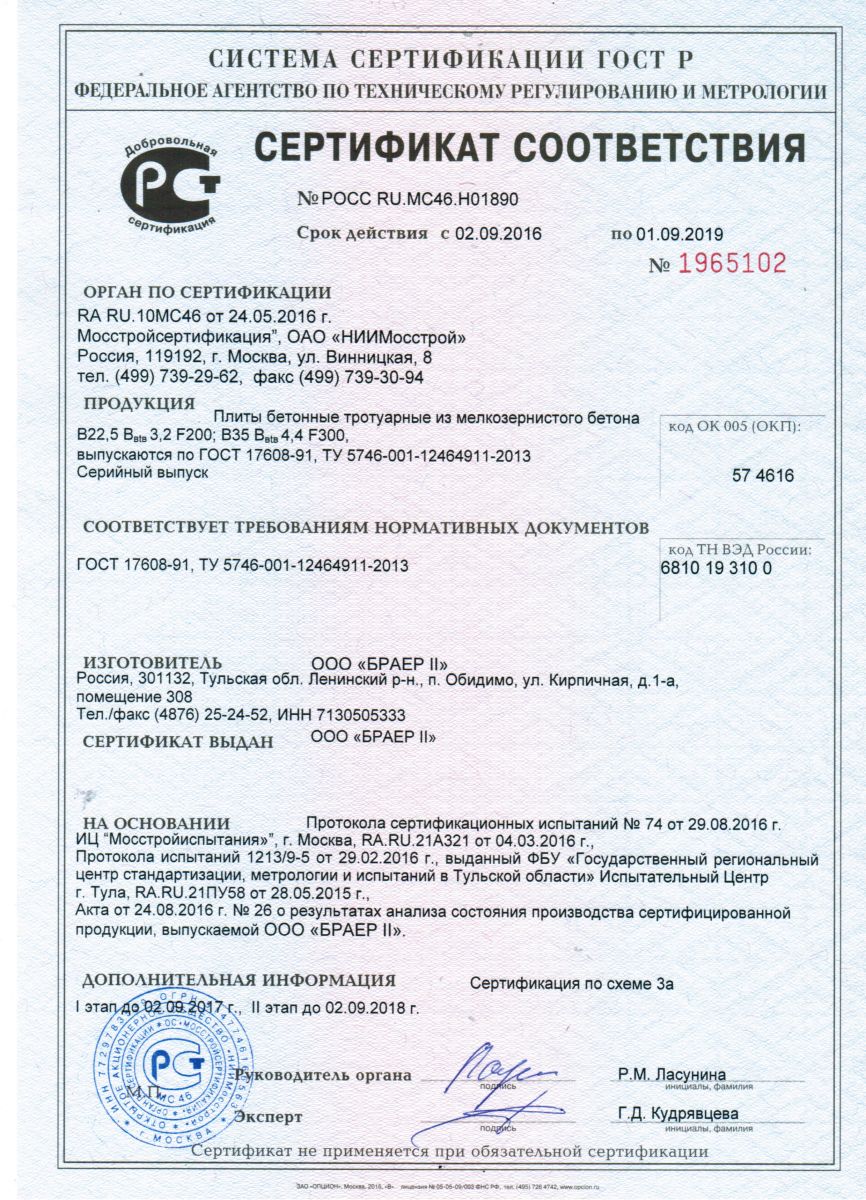 СИСТЕМА СЕРТИФИКАЦИИ ГОСТ Р
ФЕДЕРАЛЬНОЕ АГЕНТСТВО ПО ТЕХНИЧЕСКОМУ РЕГУЛИРОВАНИЮ И МЕТРОЛОГИИ
Добровольная
РСТ
сертификация
СЕРТИФИКАТ СООТВЕТСТВИЯ
№ РОСС RU.МС46.Н01890
Срок действия с 02.09.2016 по 01.09.2019
№ 1965102
ОРГАН ПО СЕРТИФИКАЦИИ
RA RU.10МС46 от 24.05.2016 г.
Мосстройсертификация”, ОАО «НИИМосстрой»
Россия, 119192, г. Москва, ул. Винницкая, 8
тел. (499) 739-29-62, факс (499) 739-30-94
ПРОДУКЦИЯ
Плиты бетонные тротуарные из мелкозернистого бетона
В22,5 Bbtв 3,2 F200; В35 Bbtв 4,4 F300,
выпускаются по ГОСТ 17608-91, ТУ 5746-001-12464911-2013
Серийный выпуск
код ОК 005 (ОКП):
57 4616
СООТВЕТСТВУЕТ ТРЕБОВАНИЯМ НОРМАТИВНЫХ ДОКУМЕНТОВ
ГОСТ 17608-91, ТУ 5746-001-12464911-2013
код ТН ВЭД России:
6810 19 310 0
ИЗГОТОВИТЕЛЬ ООО «БРАЕР II»
Россия, 301132, Тульская обл. Ленинский р-н., п. Обидимо, ул. Кирпичная, д.1-а,
помещение 308
Тел./факс (4876) 25-24-52, ИНН 7130505333
СЕРТИФИКАТ ВЫДАН ООО «БРАЕР II»
НА ОСНОВАНИИ Протокола сертификационных испытаний № 74 от 29.08.2016 г.
ИЦ “Мосстройиспытания»”, г. Москва, RA.RU.21А321 от 04.03.2016 г.,
Протокола испытаний 1213/9-5 от 29.02.2016 г., выданный ФБУ «Государственный региональный
центр стандартизации, метрологии и испытаний в Тульской области» Испытательный Центр
г. Тула, RA.RU.21ПУ58 от 28.05.2015 г.,
Акта от 24.08.2016 г. № 26 о результатах анализа состояния производства сертифицированной
продукции, выпускаемой ООО «БРАЕР II».
ДОПОЛНИТЕЛЬНАЯ ИНФОРМАЦИЯ Сертификация по схеме 3а
I этап до 02.09.2017 г., II этап до 02.09.2018 г.
РСТ
МС 46
г. МОСКВА
М.П.
Руководитель органа
подпись
Р.М. Ласунина
инициалы, фамилия
Эксперт
подпись
Г.Д. Кудрявцева
инициалы, фамилия
Сертификат не применяется при обязательной сертификации
ЗАО «ОПЦИОН», Москва, 2016, «В» лицензия № 05-05-09/003 ФНС РФ, тел. (495) 726 4742, www.opcion.ru